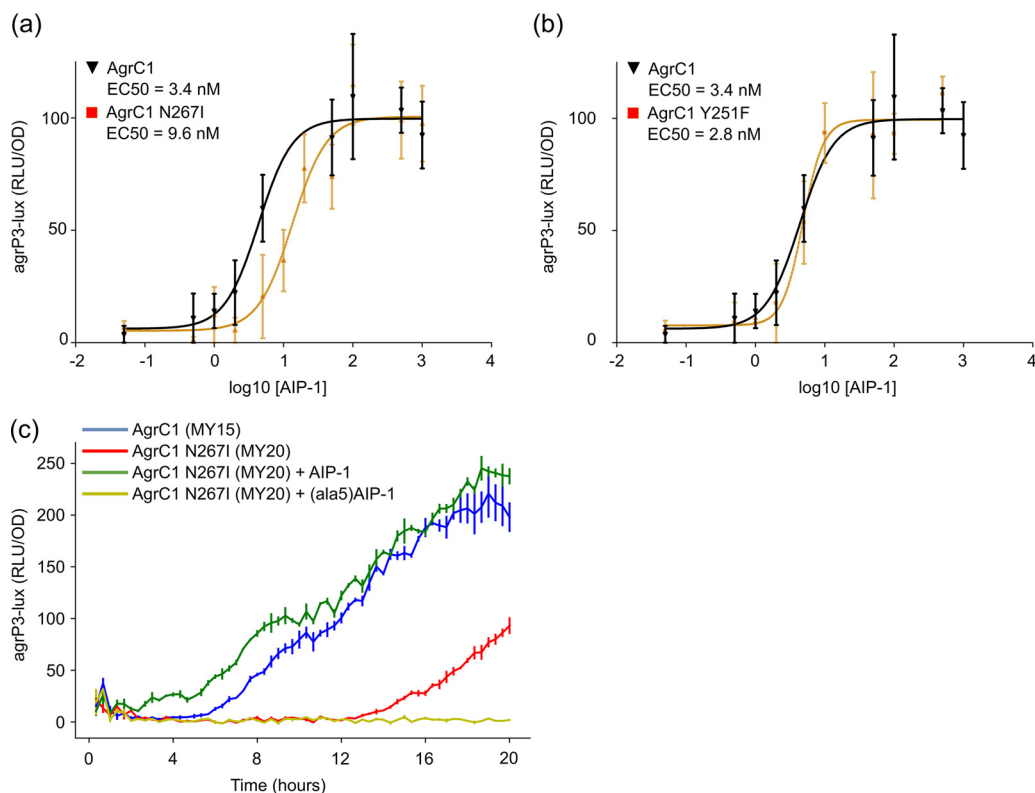 (a)
AgrC1
EC50 = 3.4 nM
AgrC1 N267I
EC50 = 9.6 nM
agrP3-lux (RLU/OD)
100
50
0
-2 -1 0 1 2 3 4
log10 [AIP-1]
(b)
AgrC1
EC50 = 3.4 nM
AgrC1 Y251F
EC50 = 2.8 nM
agrP3-lux (RLU/OD)
100
50
0
-2 -1 0 1 2 3 4
log10 [AIP-1]
(c)
AgrC1 (MY15)
AgrC1 N267I (MY20)
AgrC1 N267I (MY20) + AIP-1
AgrC1 N267I (MY20) + (ala5)AIP-1
agrP3-lux (RLU/OD)
250
200
150
100
50
0
0 4 8 12 16 20
Time (hours)